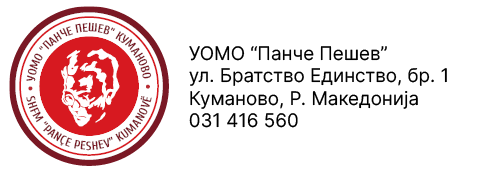 УОМО "ПАНЧЕ ПЕШЕВ" КУМАНОВО
SHFM "PANÇE PESHEV" KUMANOVË
УОМО “Панче Пешев”
ул. Братство Единство, бр. 1
Куманово, Р. Македонија
031 416 560